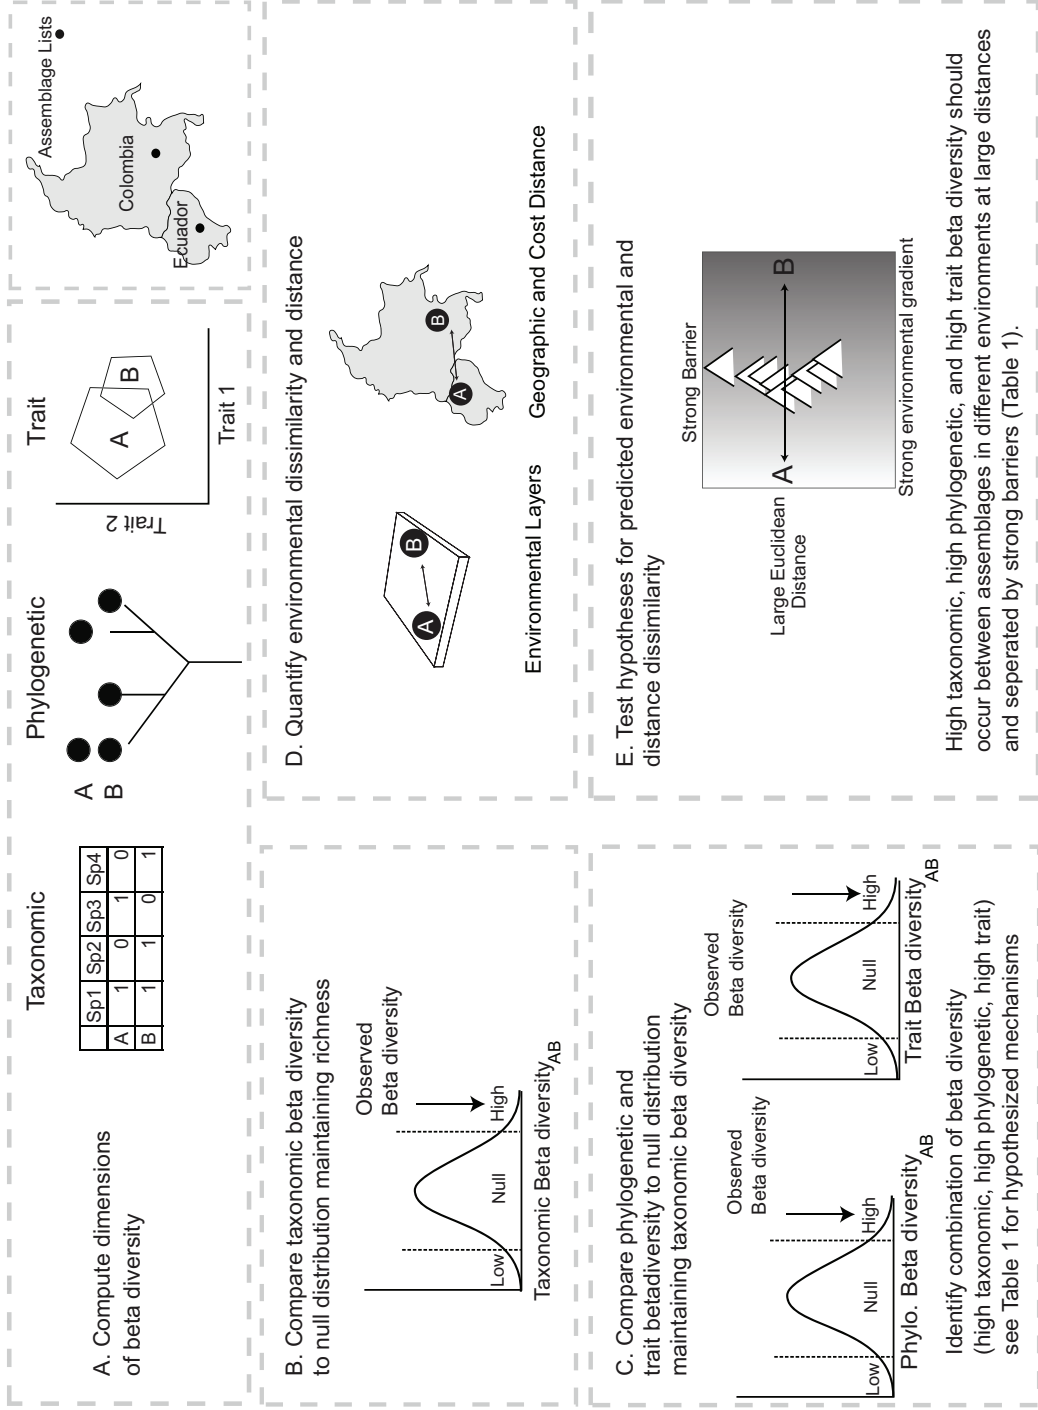 A. Compute dimensions
of beta diversity
Taxonomic
Sp1 Sp2 Sp3 Sp4
A 1 0 1 0
B 1 1 0 1
Phylogenetic
A
B
Trait
Trait 2
A
B
Trait 1
Assemblage Lists
Colombia
Ecuador
B. Compare taxonomic beta diversity
to null distribution maintaining richness
Observed
Beta diversity
Low
Null
High
Taxonomic Beta diversityAB
C. Compare phylogenetic and
trait betadiversity to null distribution
maintaining taxonomic beta diversity
Observed
Beta diversity
Low
Null
High
Phylo. Beta diversityAB
Observed
Beta diversity
Low
Null
High
Trait Beta diversityAB
Identify combination of beta diversity
(high taxonomic, high phylogenetic, high trait)
see Table 1 for hypothesized mechanisms
D. Quantify environmental dissimilarity and distance
A
B
Environmental Layers
A
B
Geographic and Cost Distance
E. Test hypotheses for predicted environmental and
distance dissimilarity
Strong Barrier
Large Euclidean
Distance
A
B
Strong environmental gradient
High taxonomic, high phylogenetic, and high trait beta diversity should
occur between assemblages in different environments at large distances
and seperated by strong barriers (Table 1).